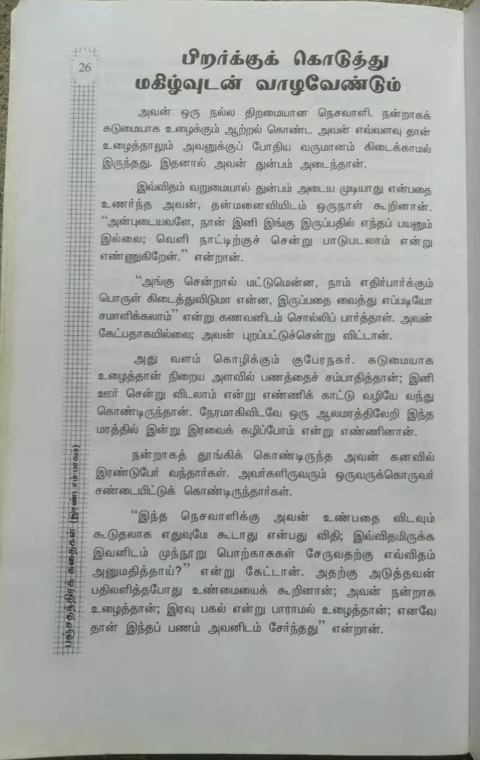 26
பிறர்க்குக் கொடுத்து
மகிழ்வுடன் வாழவேண்டும்
அவன் ஒரு நல்ல திறமையான நெசவாளி. நன்றாகக்
கடுமையாக உழைக்கும் ஆற்றல் கொண்ட அவன் எவ்வளவு தான்
உழைத்தாலும் அவனுக்குப் போதிய வருமானம் கிடைக்காமல்
இருந்தது. இதனால் அவன் துன்பம் அடைந்தான்.
இவ்விதம் வறுமையால் துன்பம் அடைய முடியாது என்பதை
உணர்ந்த அவன், தன்மனைவியிடம் ஒருநாள் கூறினான்.
“அன்புடையவளே, நான் இனி இங்கு இருப்பதில் எந்தப் பயனும்
இல்லை; வெளி நாட்டிற்குச் சென்று பாடுபடலாம் என்று
எண்ணுகிறேன்.” என்றான்.
“அங்கு சென்றால் மட்டுமென்ன, நாம் எதிர்பார்க்கும்
பொருள் கிடைத்துவிடுமா என்ன, இருப்பதை வைத்து எப்படியோ
சமாளிக்கலாம்” என்று கணவனிடம் சொல்லிப் பார்த்தாள். அவன்
கேட்பதாகயில்லை; அவன் புறப்பட்டுச்சென்று விட்டான்.
அது வளம் கொழிக்கும் குபேரநகர். கடுமையாக
உழைத்தான் நிறைய அளவில் பணத்தைச் சம்பாதித்தான்; இனி
ஊர் சென்று விடலாம் என்று எண்ணிக் காட்டு வழியே வந்து
கொண்டிருந்தான். நேரமாகிவிடவே ஒரு ஆலமரத்திலேறி இந்த
மரத்தில் இன்று இரவைக் கழிப்போம் என்று எண்ணினான்.
நன்றாகத் தூங்கிக் கொண்டிருந்த அவன் கனவில்
இரண்டுபேர் வந்தார்கள். அவர்களிருவரும் ஒருவருக்கொருவர்
சண்டையிட்டுக் கொண்டிருந்தார்கள்.
“இந்த நெசவாளிக்கு அவன் உண்பதை விடவும்
கூடுதலாக எதுவுமே கூடாது என்பது விதி; இவ்விதமிருக்க
இவனிடம் முந்நூறு பொற்காசுகள் சேருவதற்கு எவ்விதம்
அனுமதித்தாய்?” என்று கேட்டான். அதற்கு அடுத்தவன்
பதிலளித்தபோது உண்மையைக் கூறினான்; அவன் நன்றாக
உழைத்தான்; இரவு பகல் என்று பாராமல் உழைத்தான்; எனவே
தான் இந்தப் பணம் அவனிடம் சேர்ந்தது” என்றான்.
பஞ்சதந்திரக் கதைகள் (இரண்டாம் பாலம்)